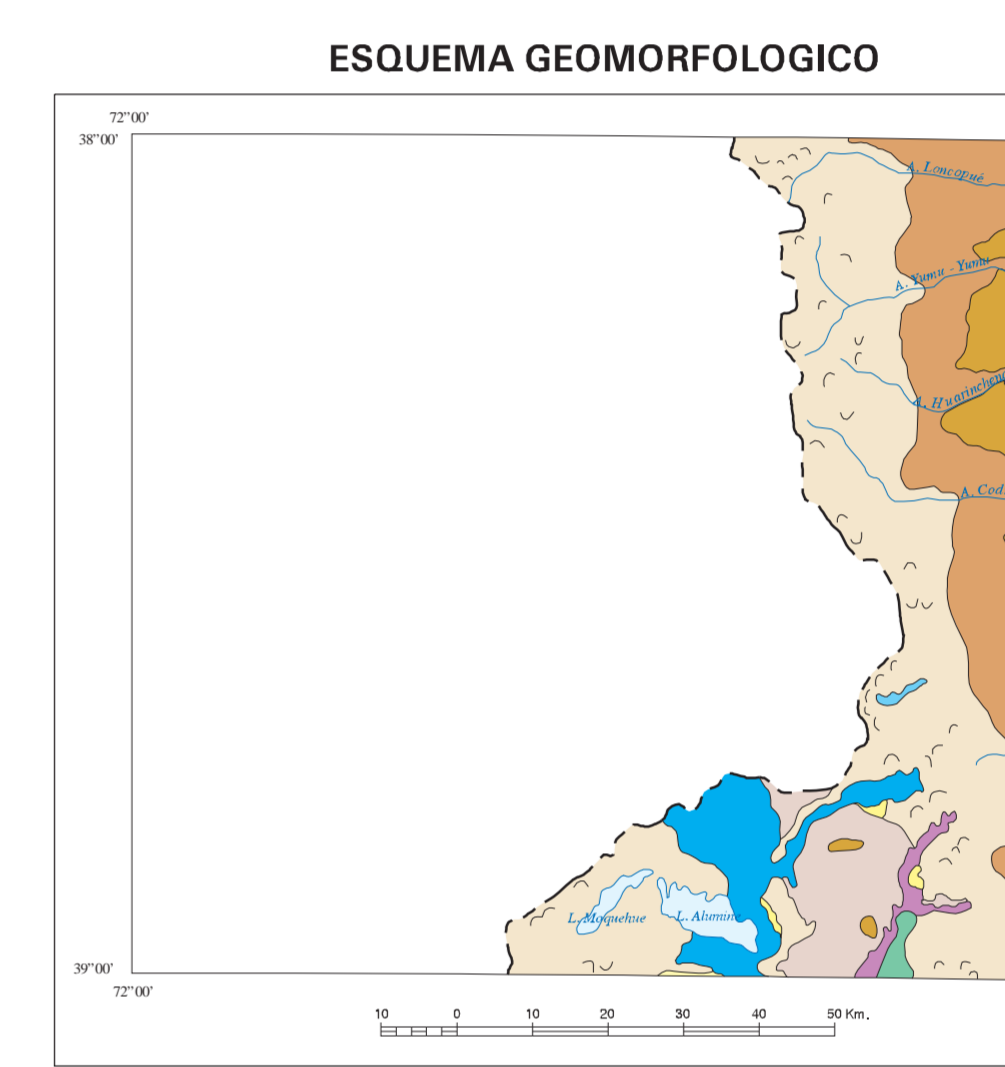 ESQUEMA GEOMORFOLOGICO
72"00'
38"00'
A. Loncopué
A. Yumu - Yumu
A. Huarinchen
A. Cod
L. Moquehue
L. Alumine
39"00'
72"00'
10 0 10 20 30 40 50 Km.